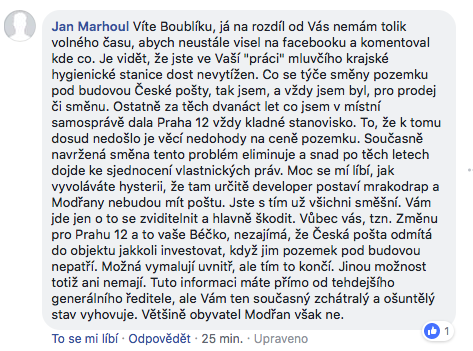 Jan Marhoul Víte Boublíku, já na rozdíl od Vás nemám tolik
volného času, abych neustále visel na facebooku a komentoval
kde co. Je vidět, že jste ve Vaší "práci" mluvčího krajské
hygienické stanice dost nevytížen. Co se týče směny pozemku
pod budovou České pošty, tak jsem, a vždy jsem byl, pro prodej
či směnu. Ostatně za těch dvanáct let co jsem v místní
samosprávě dala Praha 12 vždy kladné stanovisko. To, že k tomu
dosud nedošlo je věcí nedohody na ceně pozemku. Současně
navržená směna tento problém eliminuje a snad po těch letech
dojde ke sjednocení vlastnických práv. Moc se mi líbí, jak
vyvoláváte hysterii, že tam určitě developer postaví mrakodrap a
Modřany nebudou mít poštu. Jste s tím už všichni směšní. Vám
jde jen o to se zviditelnit a hlavně škodit. Vůbec vás, tzn. Změnu
pro Prahu 12 a to vaše Béčko, nezajímá, že Česká pošta odmítá
do objektu jakkoli investovat, když jim pozemek pod budovou
nepatří. Možná vymalují uvnitř, ale tím to končí. Jinou možnost
totiž ani nemají. Tuto informaci máte přímo od tehdejšího
generálního ředitele, ale Vám ten současný zchátralý a ošuntělý
stav vyhovuje. Většině obyvatel Modřan však ne.
1
To se mi líbí · Odpovědět · 25 min. · Upraveno